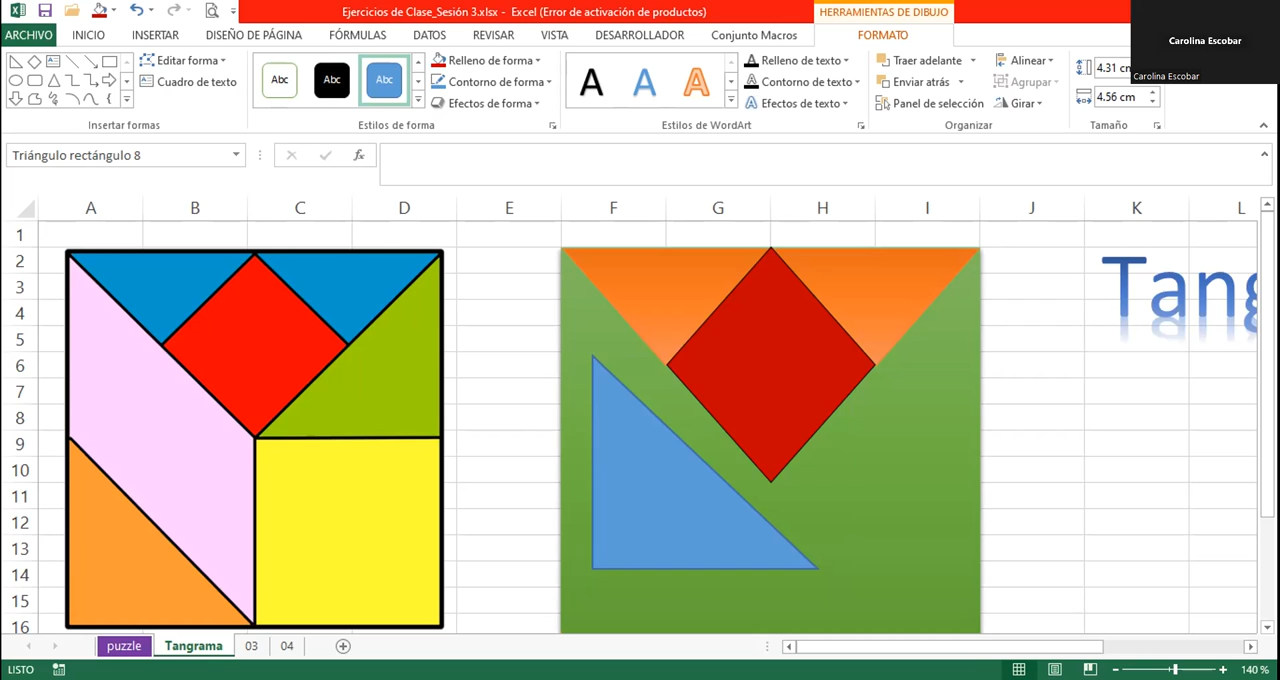 Ejercicios de Clase_Sesión 3.xlsx - Excel (Error de activación de productos)
HERRAMIENTAS DE DIBUJO
ARCHIVO INICIO INSERTAR DISEÑO DE PÁGINA FÓRMULAS DATOS REVISAR VISTA DESARROLLADOR Conjunto Macros FORMATO
Carolina Escobar
Carolina Escobar
Editar forma
Cuadro de texto
Insertar formas
Abc Abc Abc
Relleno de forma
Contorno de forma
Efectos de forma
Estilos de forma
A A A
Relleno de texto
Contorno de texto
Efectos de texto
Estilos de WordArt
Traer adelante
Enviar atrás
Panel de selección
Alinear
Agrupar
Girar
Organizar
4.31 cm
4.56 cm
Tamaño
Triángulo rectángulo 8
fx
A B C D E F G H I J K L
1
2
3
4
5
6
7
8
9
10
11
12
13
14
15
16
Tang
puzzle Tangrama 03 04
LISTO
140 %